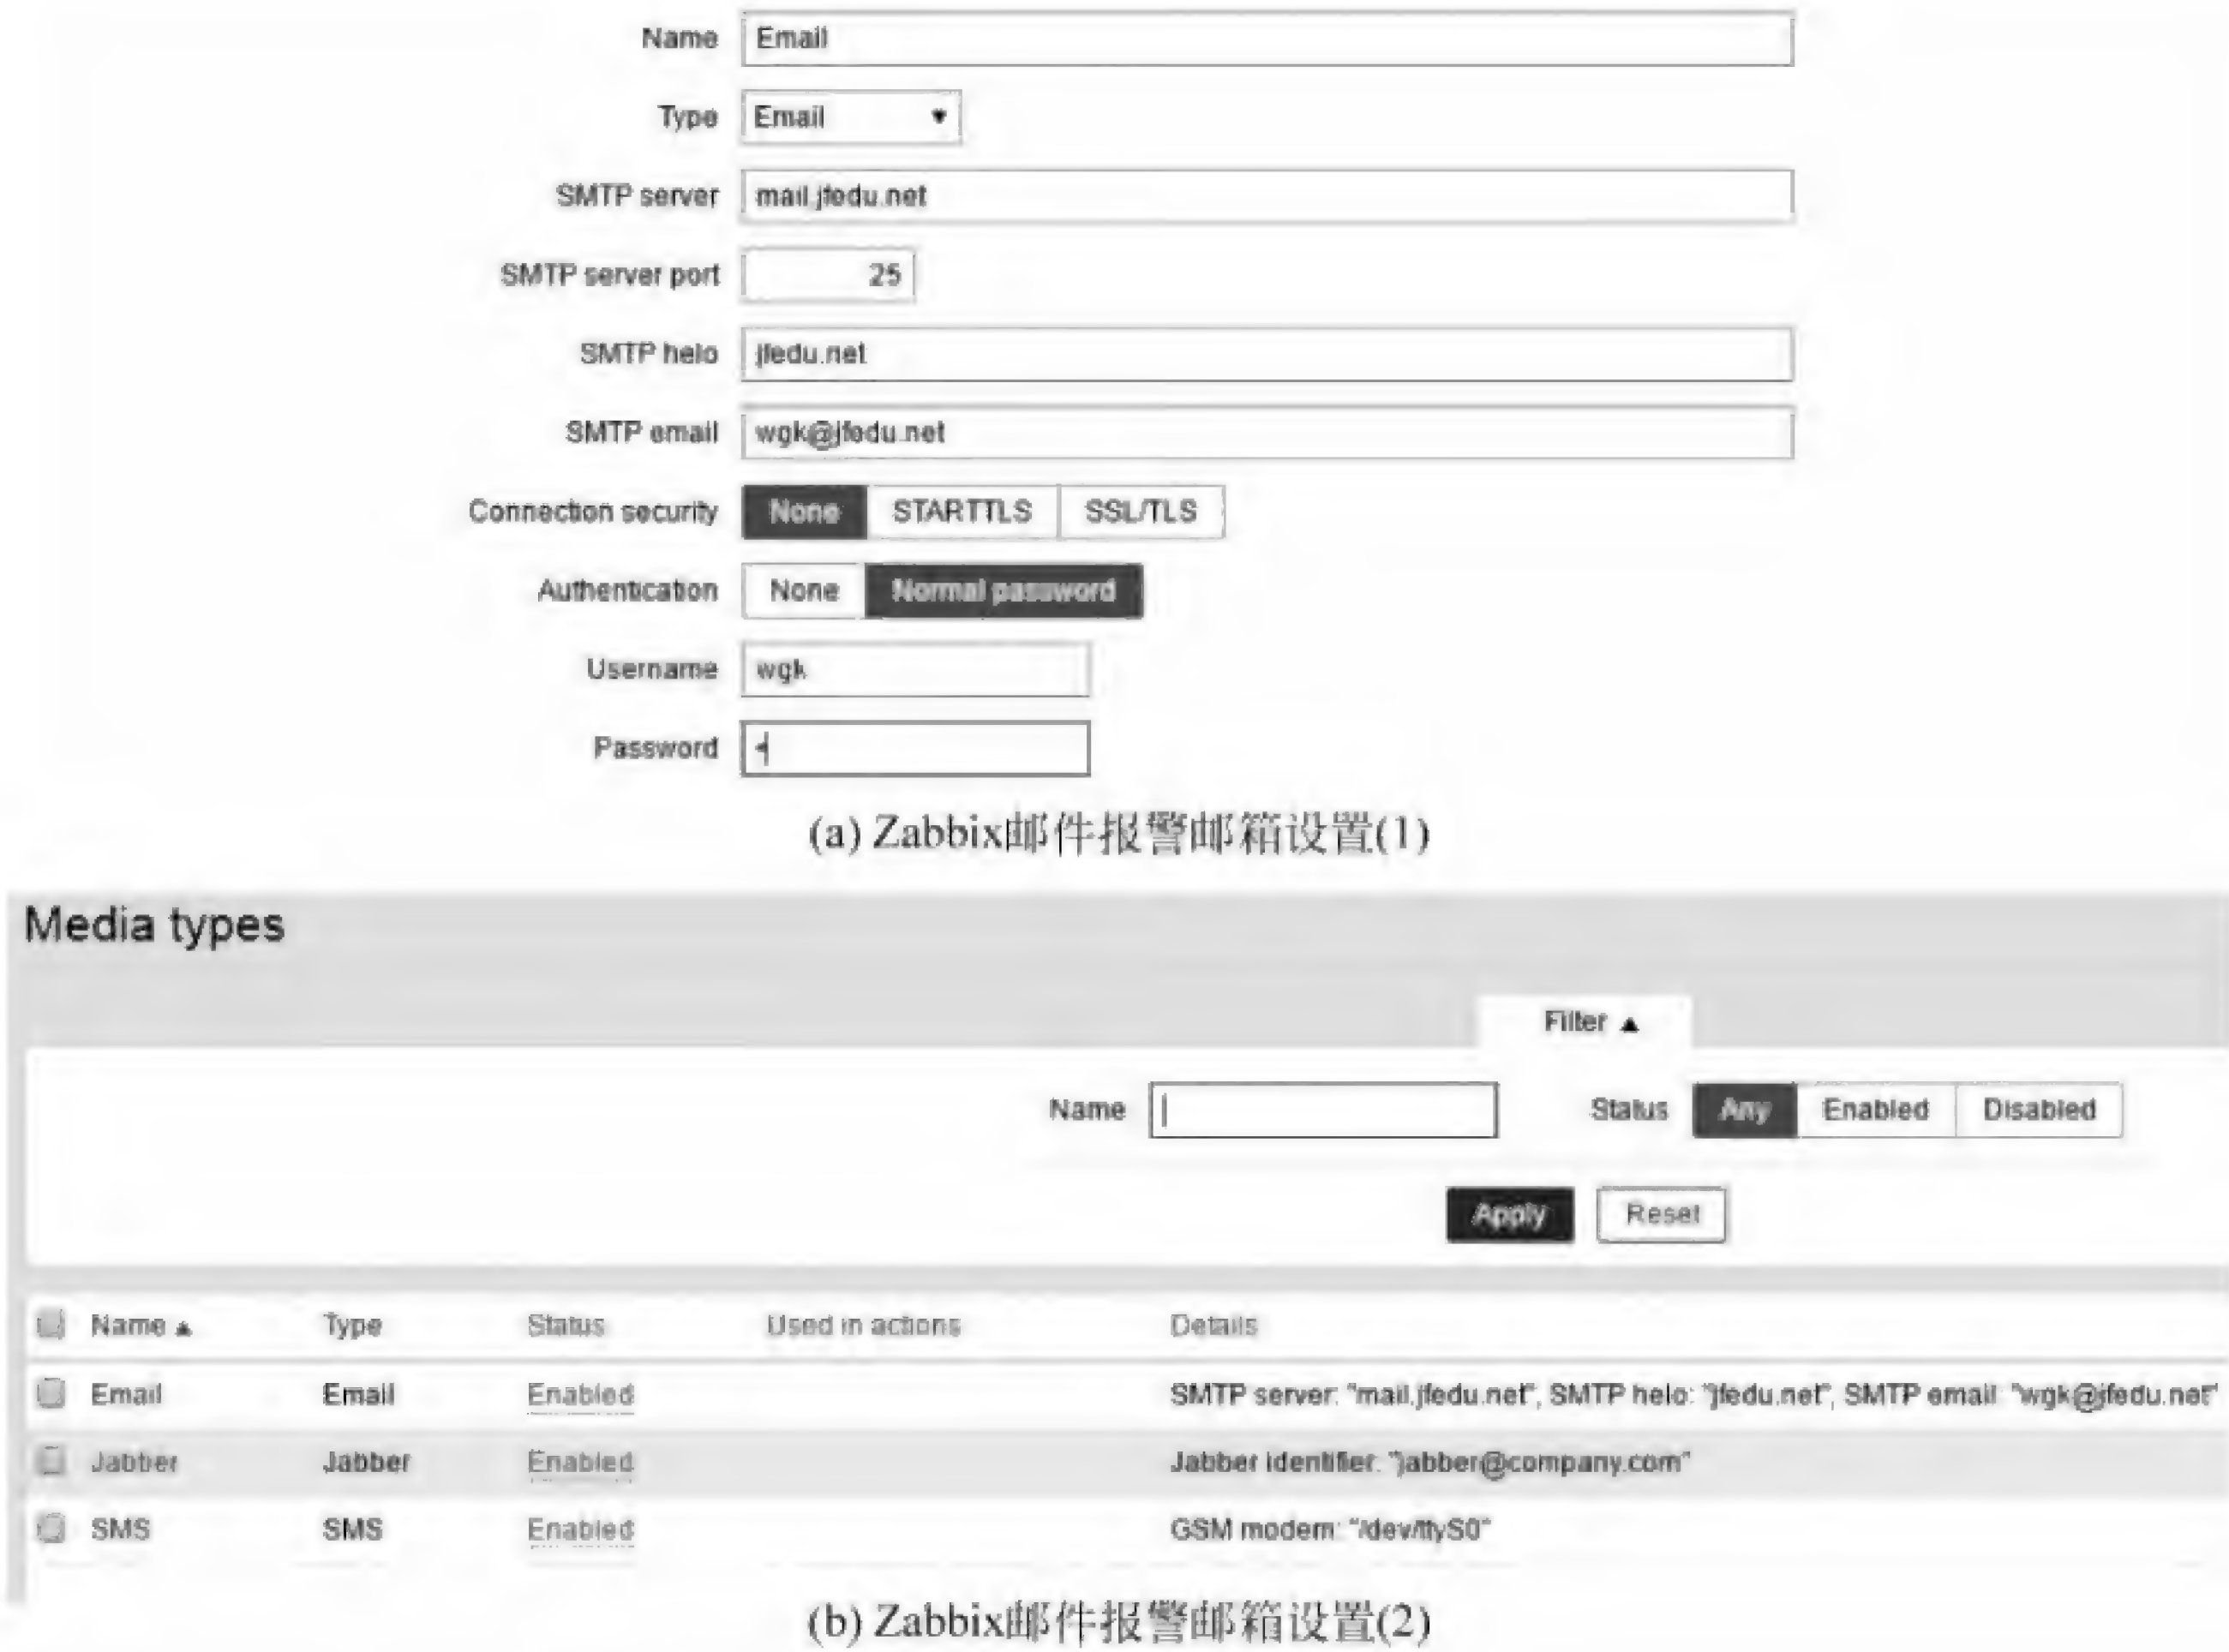 Name Email
Type Email ▼
SMTP server mail.jfedu.net
SMTP server port 25
SMTP helo jfedu.net
SMTP email wgk@jfedu.net
Connection security None STARTTLS SSL/TLS
Authentication None Normal password
Username wgk
Password
(a) Zabbix邮件报警邮箱设置(1)
Media types
Filter ▲
Name Status Any Enabled Disabled
Apply Reset
Name ▲ Type Status Used in actions Details
Email Email Enabled SMTP server: "mail.jfedu.net", SMTP helo: "jfedu.net", SMTP email: "wgk@jfedu.net"
Jabber Jabber Enabled Jabber identifier: "jabber@company.com"
SMS SMS Enabled GSM modem: "/dev/ttyS0"
(b) Zabbix邮件报警邮箱设置(2)